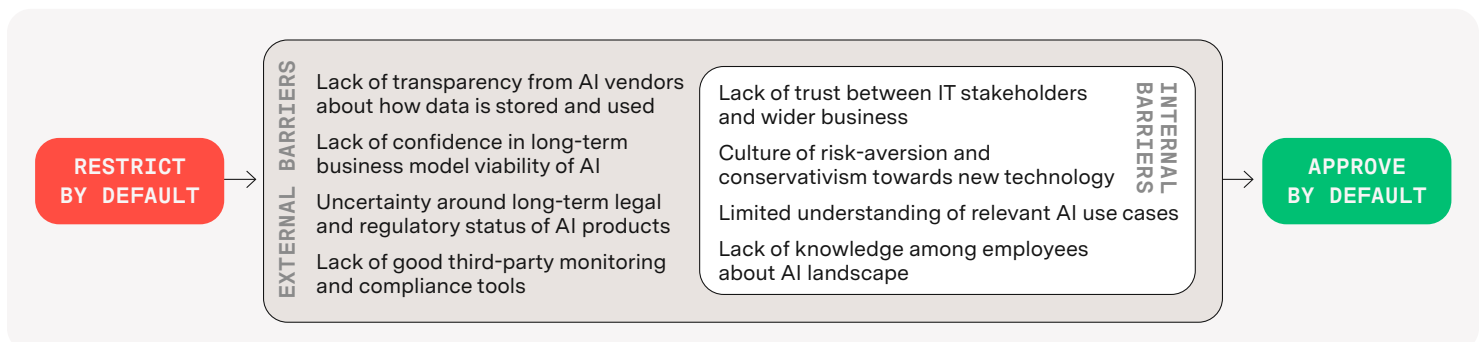 RESTRICT
BY DEFAULT
EXTERNAL BARRIERS
Lack of transparency from AI vendors
about how data is stored and used
Lack of confidence in long-term
business model viability of AI
Uncertainty around long-term legal
and regulatory status of AI products
Lack of good third-party monitoring
and compliance tools
Lack of trust between IT stakeholders
and wider business
Culture of risk-aversion and
conservativism towards new technology
Limited understanding of relevant AI use cases
Lack of knowledge among employees
about AI landscape
INTERNAL
BARRIERS
APPROVE
BY DEFAULT